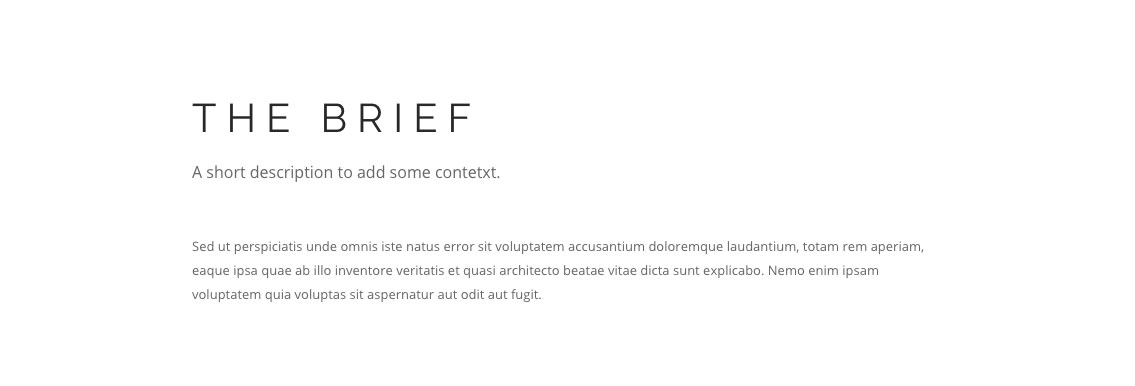 THE BRIEF
A short description to add some contetxt.
Sed ut perspiciatis unde omnis iste natus error sit voluptatem accusantium doloremque laudantium, totam rem aperiam,
eaque ipsa quae ab illo inventore veritatis et quasi architecto beatae vitae dicta sunt explicabo. Nemo enim ipsam
voluptatem quia voluptas sit aspernatur aut odit aut fugit.